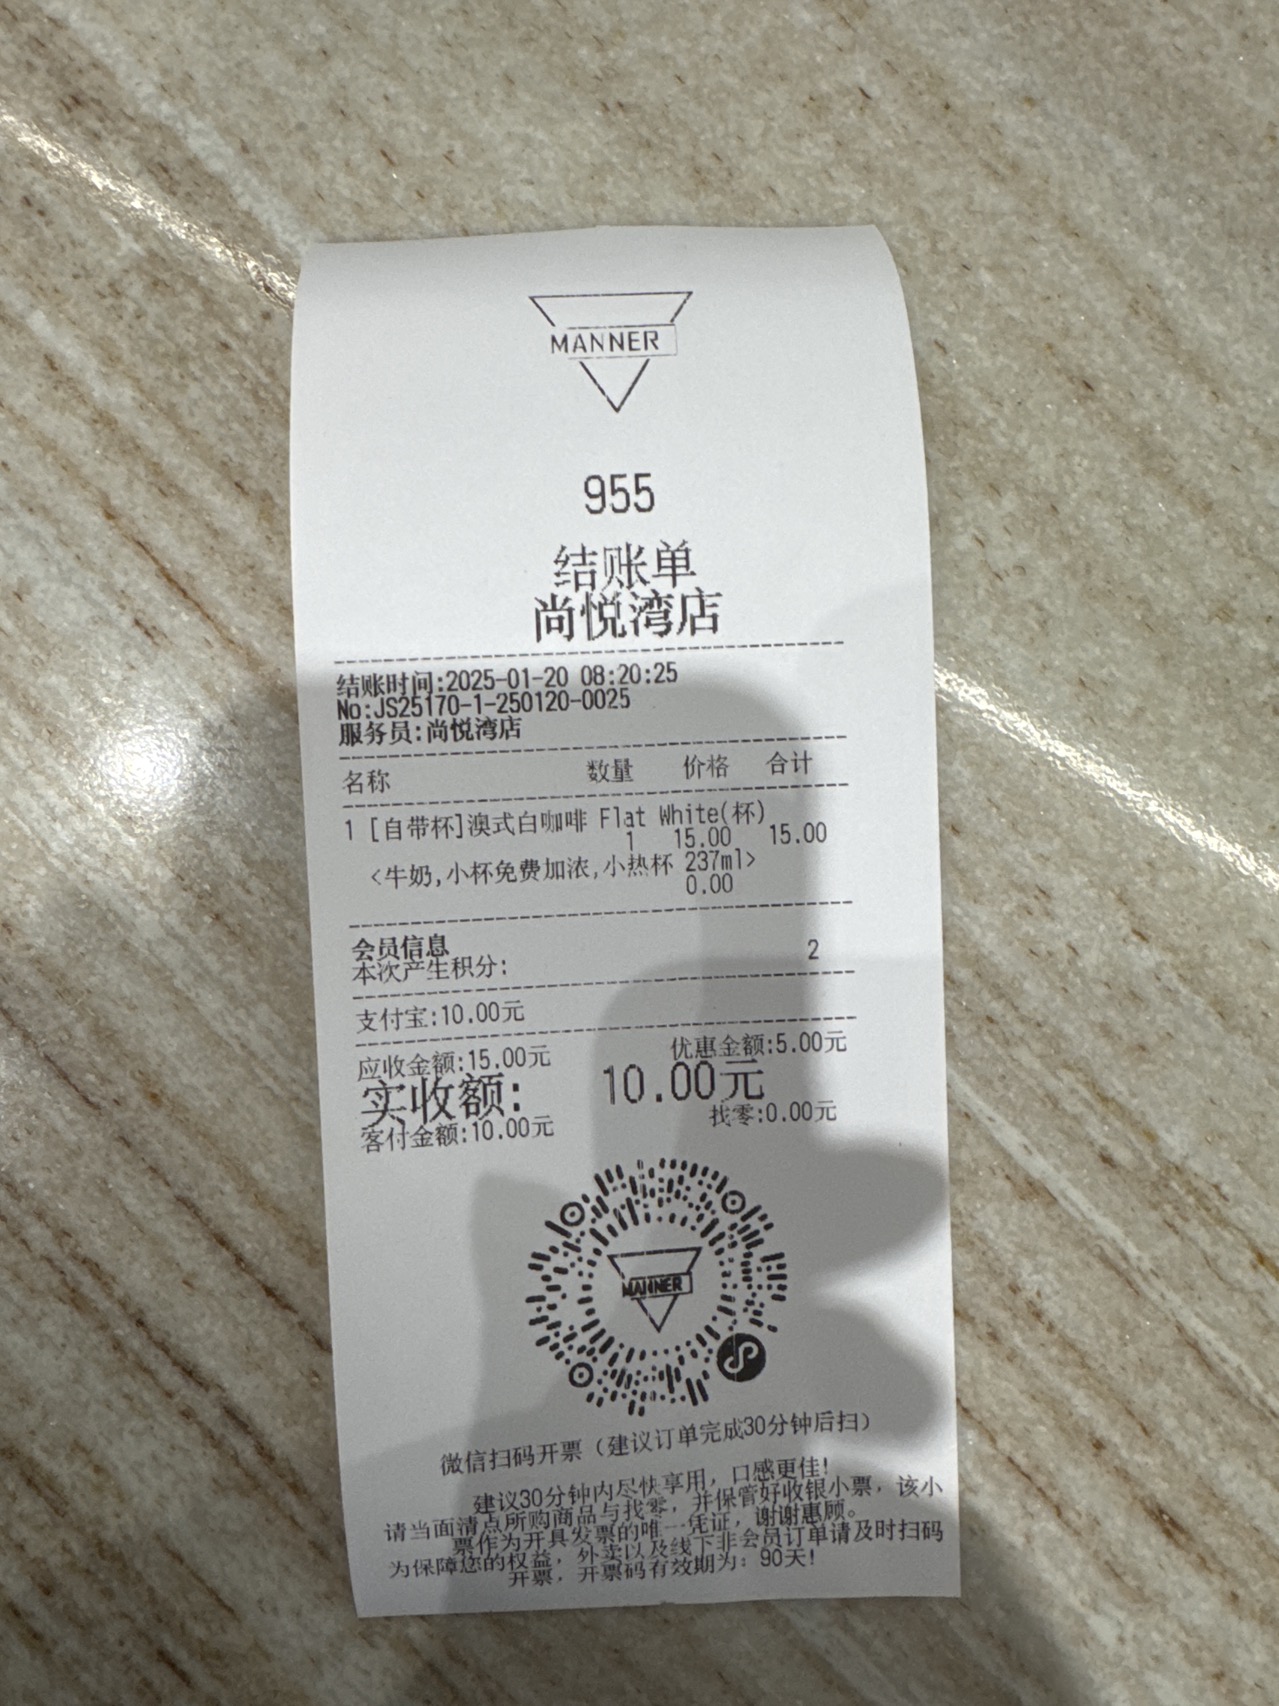 MANNER
955
结账单
尚悦湾店
结账时间:2025-01-20 08:20:25
No:JS25170-1-250120-0025
服务员:尚悦湾店
名称 数量 价格 合计
1 [自带杯]澳式白咖啡 Flat White(杯)
1 15.00 15.00
<牛奶,小杯免费加浓,小热杯 237ml>
0.00
会员信息
本次产生积分: 2
支付宝:10.00元
应收金额:15.00元 优惠金额:5.00元
实收额: 10.00元
客付金额:10.00元 找零:0.00元
MANNER
微信扫码开票（建议订单完成30分钟后扫）
建议30分钟内尽快享用，口感更佳！
请当面清点所购商品与找零，并保管好收银小票，该小
票作为开具发票的唯一凭证，谢谢惠顾。
为保障您的权益，外卖以及线下非会员订单请及时扫码
开票，开票码有效期为：90天！